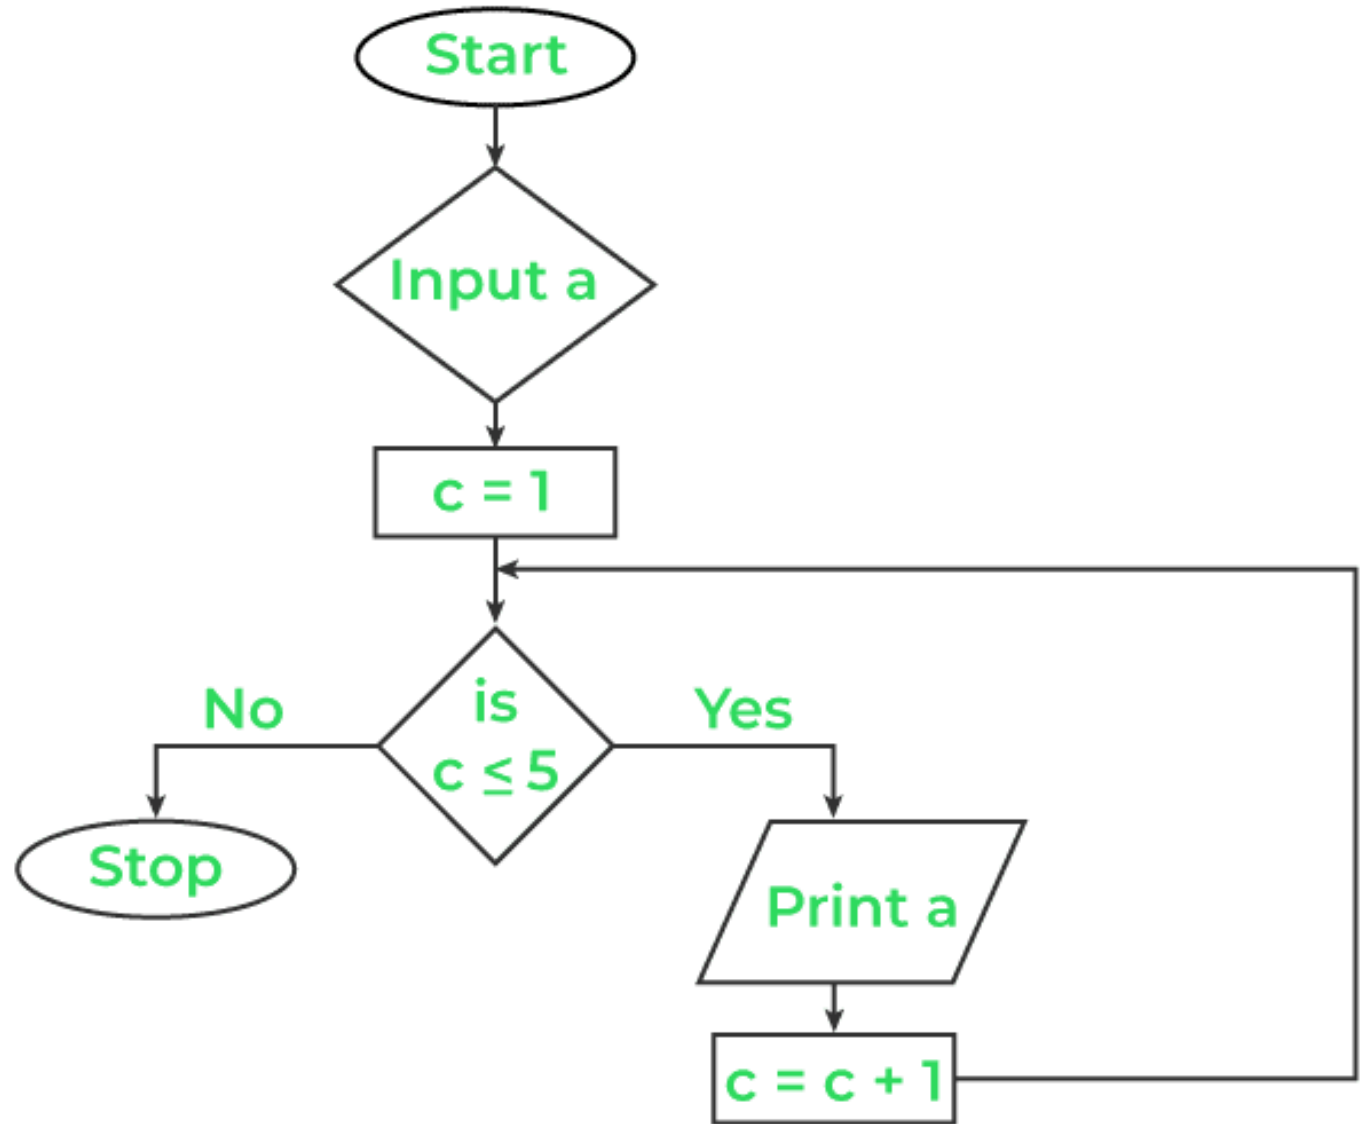 Start
Input a
c = 1
is
c ≤ 5
No
Yes
Stop
Print a
c = c + 1